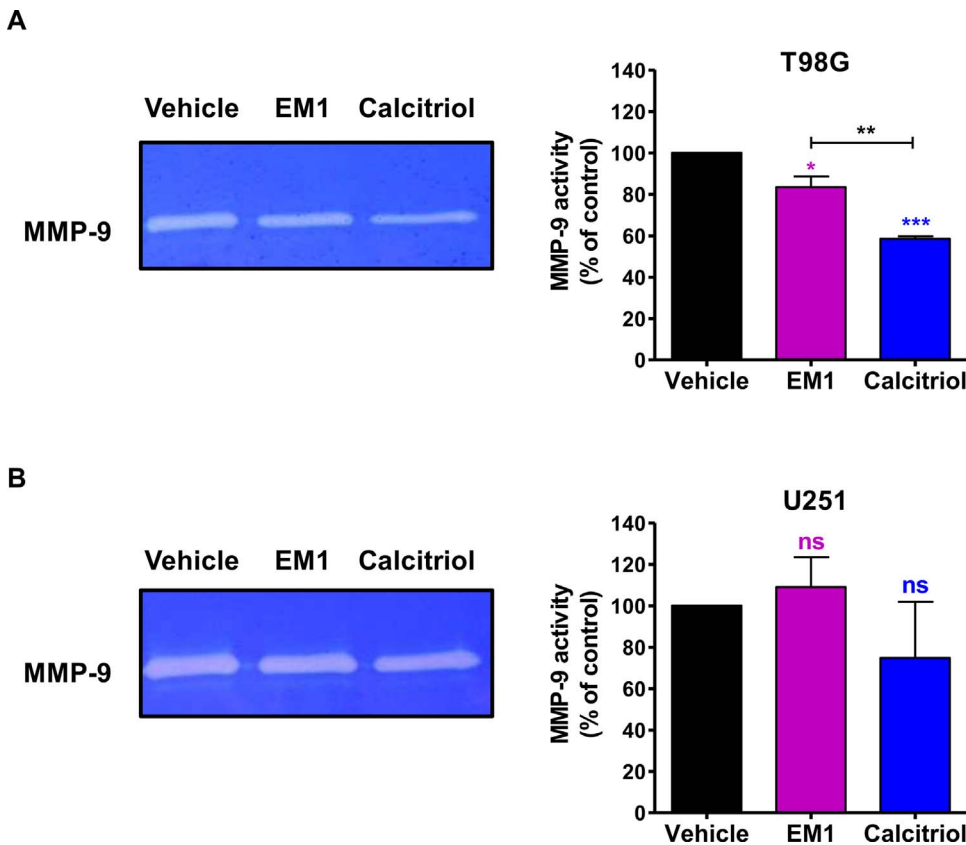 A
Vehicle EM1 Calcitriol
MMP-9
T98G
MMP-9 activity
(% of control)
140
120
100
80
60
40
20
0
**
*
***
Vehicle EM1 Calcitriol
B
Vehicle EM1 Calcitriol
MMP-9
U251
MMP-9 activity
(% of control)
140
120
100
80
60
40
20
0
ns
ns
Vehicle EM1 Calcitriol